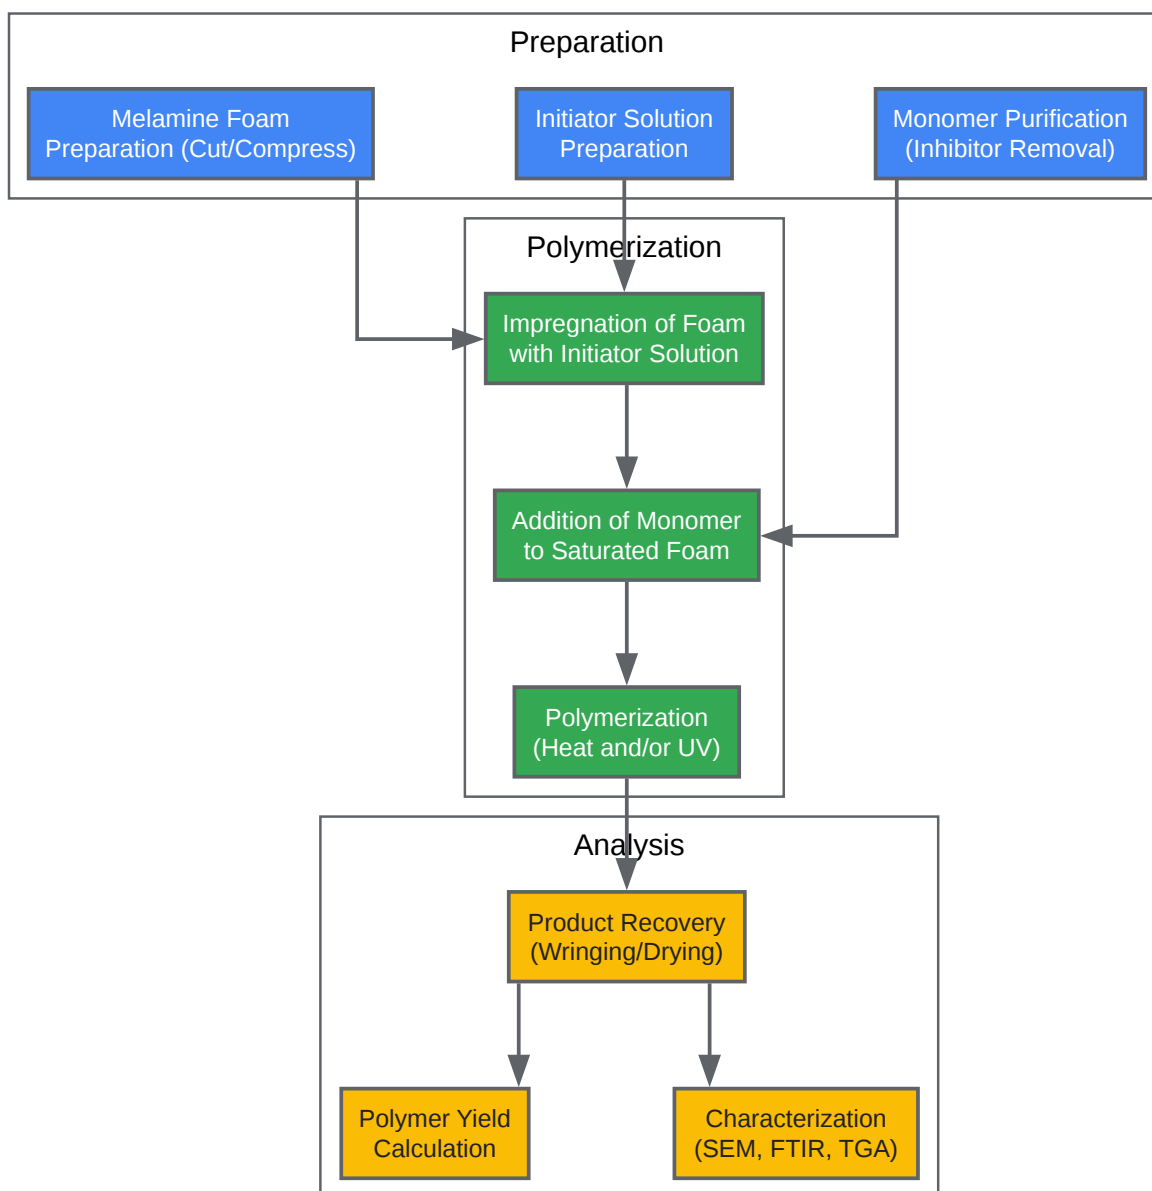 Preparation
Melamine Foam
Preparation (Cut/Compress)
Initiator Solution
Preparation
Monomer Purification
(Inhibitor Removal)
Polymerization
Impregnation of Foam
with Initiator Solution
Addition of Monomer
to Saturated Foam
Polymerization
(Heat and/or UV)
Analysis
Product Recovery
(Wringing/Drying)
Polymer Yield
Calculation
Characterization
(SEM, FTIR, TGA)